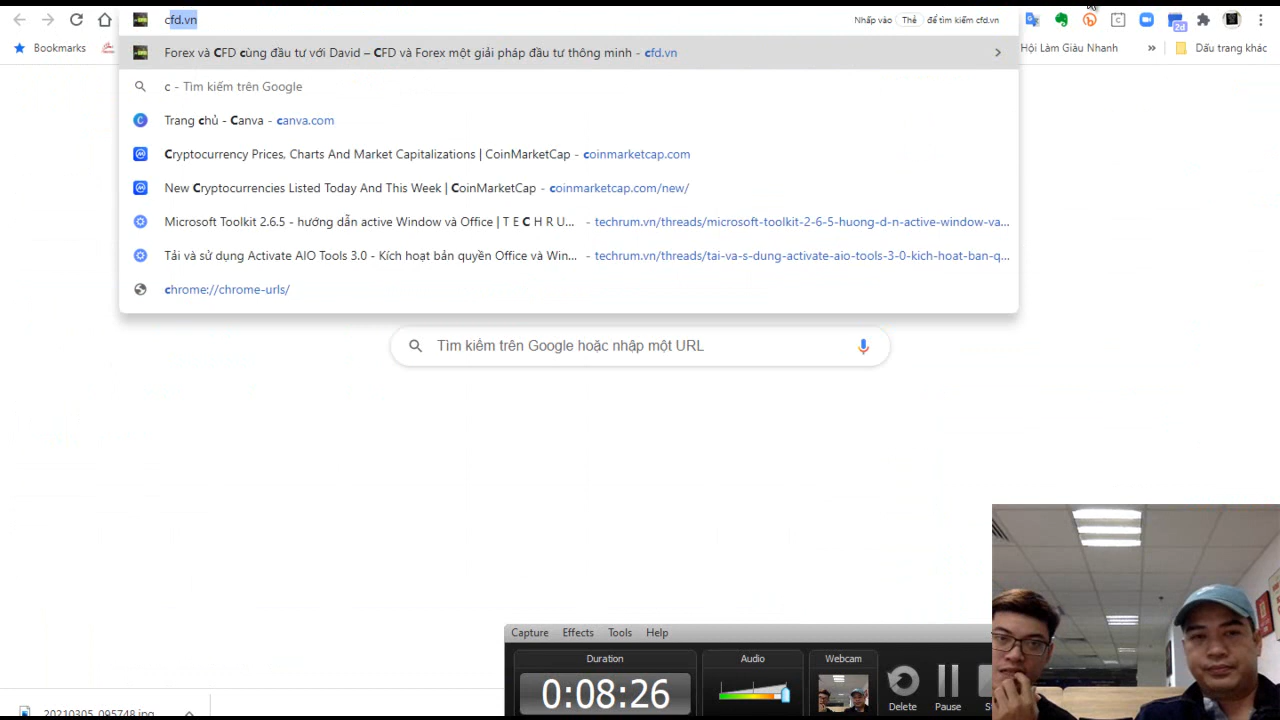 cfd.vn
Nhấp vào Thẻ để tìm kiếm cfd.vn
2d
Bookmarks
Hội Làm Giàu Nhanh
»
Dấu trang khác
Forex và CFD cùng đầu tư với David – CFD và Forex một giải pháp đầu tư thông minh - cfd.vn
c - Tìm kiếm trên Google
Trang chủ - Canva - canva.com
Cryptocurrency Prices, Charts And Market Capitalizations | CoinMarketCap - coinmarketcap.com
New Cryptocurrencies Listed Today And This Week | CoinMarketCap - coinmarketcap.com/new/
Microsoft Toolkit 2.6.5 - hướng dẫn active Window và Office | T E C H R U... - techrum.vn/threads/microsoft-toolkit-2-6-5-huong-d-n-active-window-va...
Tải và sử dụng Activate AIO Tools 3.0 - Kích hoạt bản quyền Office và Win... - techrum.vn/threads/tai-va-s-dung-activate-aio-tools-3-0-kich-hoat-ban-q...
chrome://chrome-urls/
Tìm kiếm trên Google hoặc nhập một URL
Capture Effects Tools Help
Duration Audio Webcam
0:08:26
Delete Pause
20210305_095748.jpg